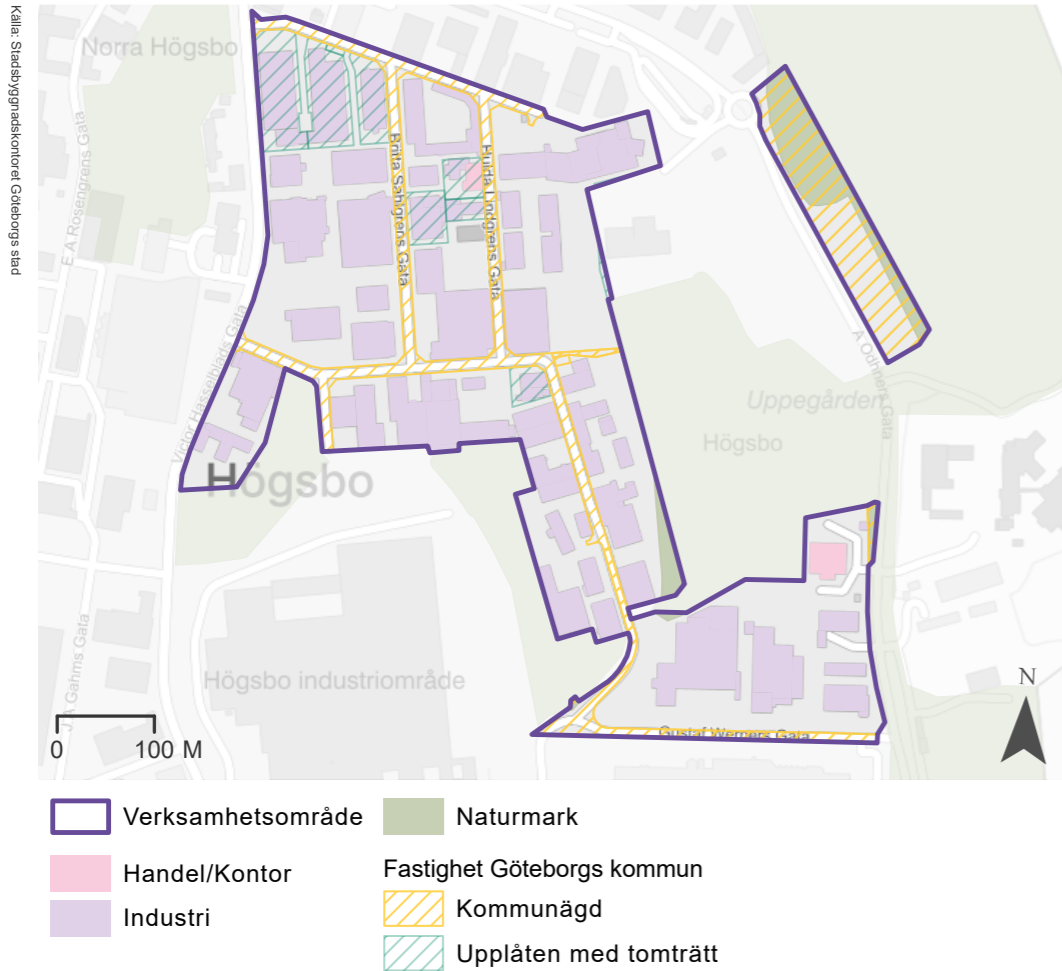 Källa: Stadsbyggnadskontoret Göteborgs stad
Norra Högsbo
E A Rosengrens Gata
Britta Sahlgrens Gata
Hulda Lindgrens Gata
A Odhners Gata
Victor Hasselblads Gata
Uppegården
Högsbo
Högsbo
J A Gahms Gata
Högsbo industriområde
Gustaf Werners Gata
N
0 100 M
Verksamhetsområde
Naturmark
Handel/Kontor
Fastighet Göteborgs kommun
Industri
Kommunägd
Upplåten med tomträtt